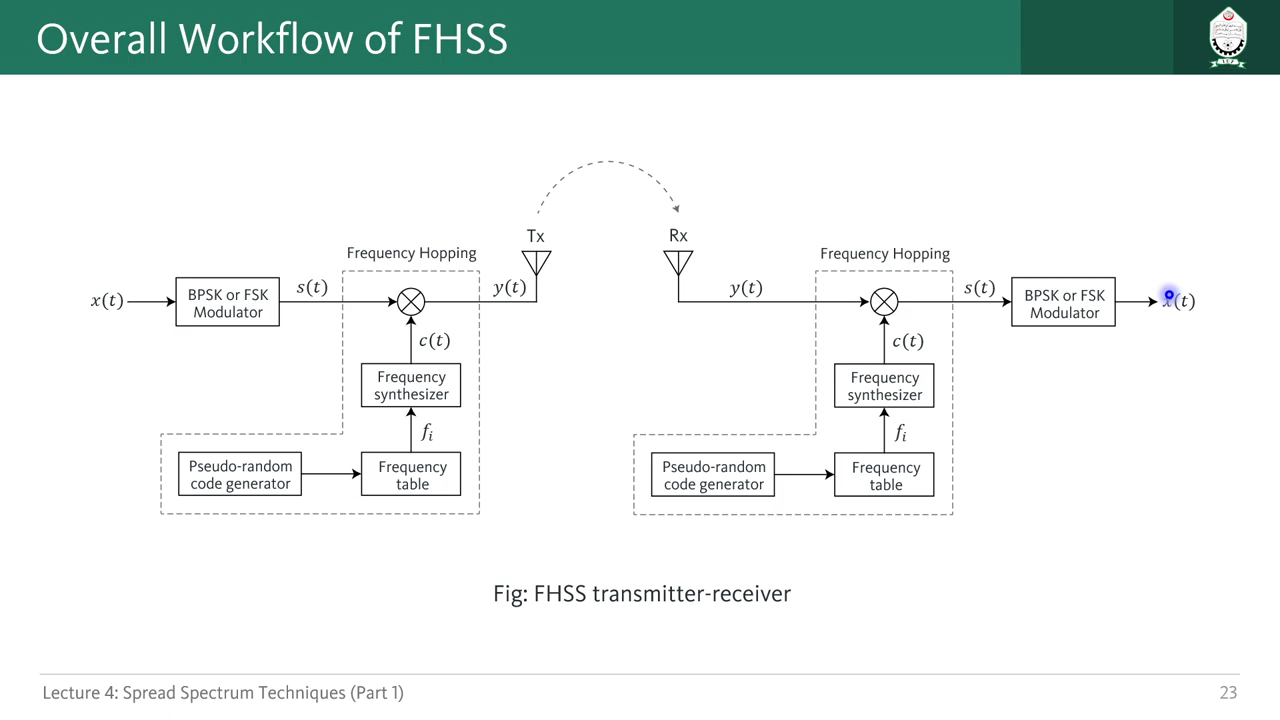 Overall Workflow of FHSS
Tx
Rx
Frequency Hopping
Frequency Hopping
x(t)
BPSK or FSK
Modulator
s(t)
y(t)
y(t)
s(t)
BPSK or FSK
Modulator
x(t)
c(t)
c(t)
Frequency
synthesizer
Frequency
synthesizer
fᵢ
fᵢ
Pseudo-random
code generator
Frequency
table
Pseudo-random
code generator
Frequency
table
Fig: FHSS transmitter-receiver
Lecture 4: Spread Spectrum Techniques (Part 1)
23